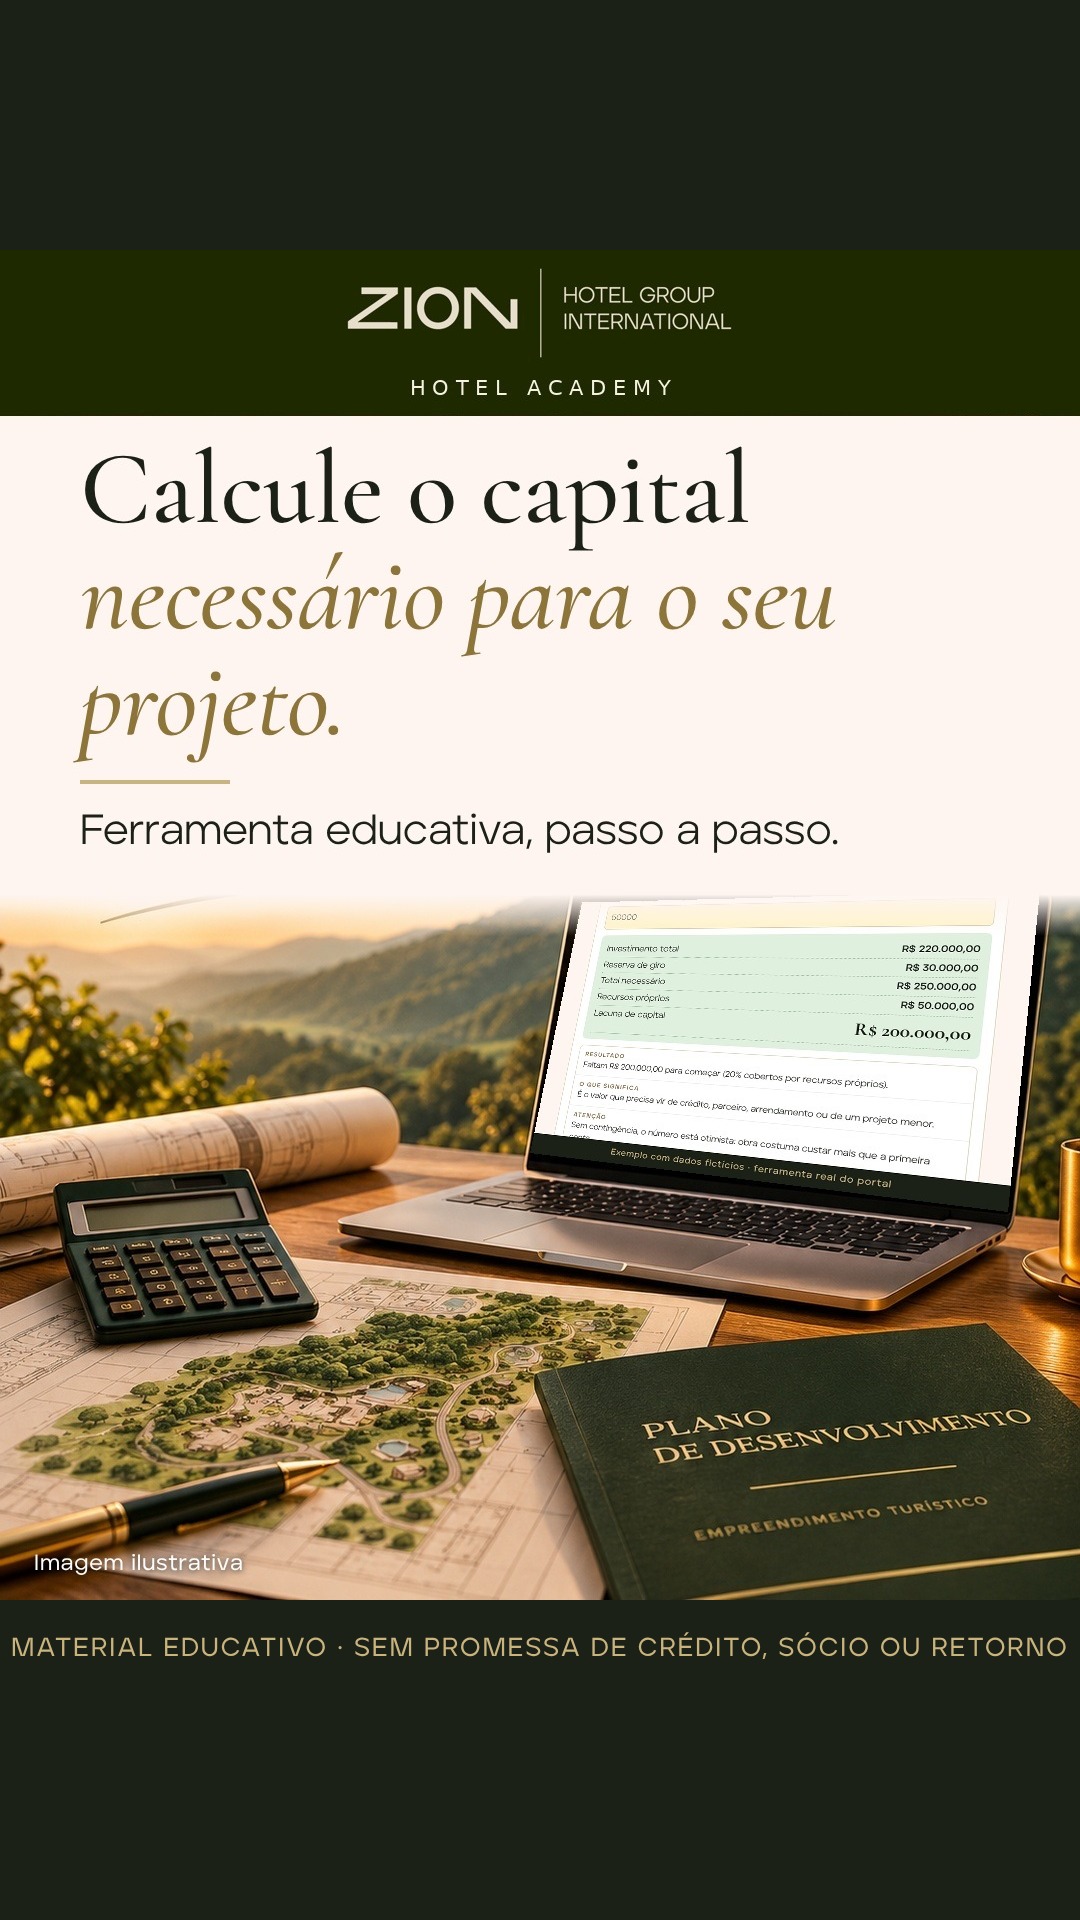 ZION
HOTEL GROUP
INTERNATIONAL
HOTEL ACADEMY
Calcule o capital
necessário para o seu
projeto.
Ferramenta educativa, passo a passo.
50000
Investimento total R$ 220.000,00
Reserva de giro R$ 30.000,00
Total necessário R$ 250.000,00
Recursos próprios R$ 50.000,00
Lacuna de capital R$ 200.000,00
RESULTADO
Faltam R$ 200.000,00 para começar (20% cobertos por recursos próprios).
O QUE SIGNIFICA
É o valor que precisa vir de crédito, parceiro, arrendamento ou de um projeto menor.
ATENÇÃO
Sem contingência, o número está otimista: obra costuma custar mais que a primeira
Exemplo com dados fictícios · ferramenta real do portal
PLANO
DE DESENVOLVIMENTO
EMPREENDIMENTO TURÍSTICO
Imagem ilustrativa
MATERIAL EDUCATIVO · SEM PROMESSA DE CRÉDITO, SÓCIO OU RETORNO